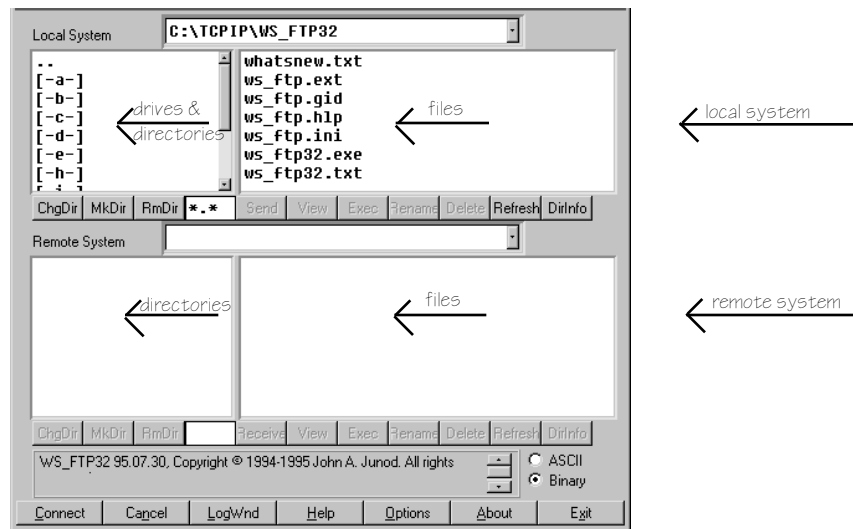 Local System C:\TCPIP\WS_FTP32
..
[-a-]
[-b-]
[-c-]
[-d-]
[-e-]
[-h-]
drives &
directories
whatsnew.txt
ws_ftp.ext
ws_ftp.gid
ws_ftp.hlp
ws_ftp.ini
ws_ftp32.exe
ws_ftp32.txt
files
local system
ChgDir MkDir RmDir *.* Send View Exec Rename Delete Refresh DirInfo
Remote System
directories
files
remote system
ChgDir MkDir RmDir Receive View Exec Rename Delete Refresh DirInfo
WS_FTP32 95.07.30, Copyright © 1994-1995 John A. Junod. All rights
ASCII
Binary
Connect Cancel LogWnd Help Options About Exit